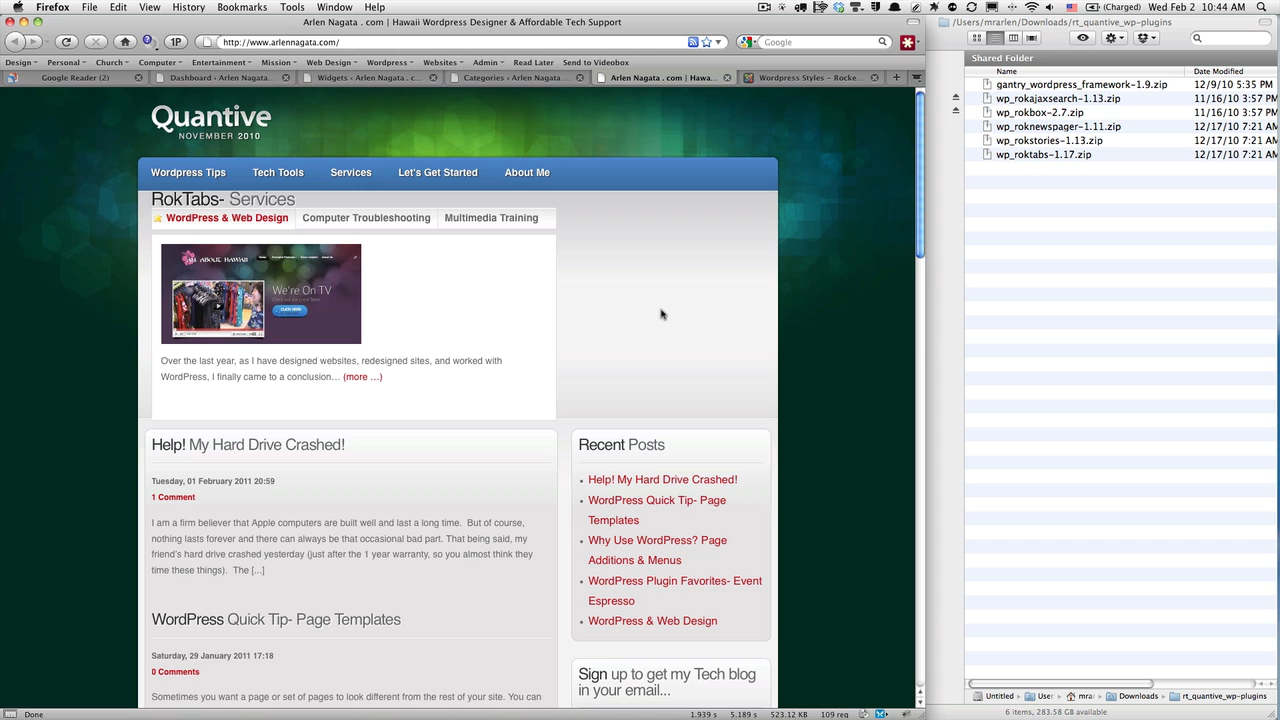 Firefox File Edit View History Bookmarks Tools Window Help
(Charged) Wed Feb 2 10:44 AM
Arlen Nagata . com | Hawaii Wordpress Designer & Affordable Tech Support
/Users/mrarlen/Downloads/rt_quantive_wp-plugins
1P
http://www.arlennagata.com/
Google
Design Personal Church Computer Entertainment Mission Web Design Wordpress Websites Admin Read Later Send to Videobox
Google Reader (2)
Dashboard ‹ Arlen Nagata...
Widgets ‹ Arlen Nagata . c...
Categories ‹ Arlen Nagata ...
Arlen Nagata . com | Hawa...
Wordpress Styles - Rocke...
Shared Folder
Name Date Modified
gantry_wordpress_framework-1.9.zip 12/9/10 5:35 PM
wp_rokajaxsearch-1.13.zip 11/16/10 3:57 PM
wp_rokbox-2.7.zip 11/16/10 3:57 PM
wp_roknewspager-1.11.zip 12/17/10 7:21 AM
wp_rokstories-1.13.zip 12/17/10 7:21 AM
wp_roktabs-1.17.zip 12/17/10 7:21 AM
Quantive
NOVEMBER 2010
Wordpress Tips Tech Tools Services Let's Get Started About Me
RokTabs- Services
WordPress & Web Design Computer Troubleshooting Multimedia Training
ALL ABOUT HAWAII
We're On TV
CLICK HERE
Over the last year, as I have designed websites, redesigned sites, and worked with
WordPress, I finally came to a conclusion… (more …)
Help! My Hard Drive Crashed!
Tuesday, 01 February 2011 20:59
1 Comment
I am a firm believer that Apple computers are built well and last a long time.  But of course,
nothing lasts forever and there can always be that occasional bad part. That being said, my
friend's hard drive crashed yesterday (just after the 1 year warranty, so you almost think they
time these things).  The [...]
WordPress Quick Tip- Page Templates
Saturday, 29 January 2011 17:18
0 Comments
Sometimes you want a page or set of pages to look different from the rest of your site. You can
Recent Posts
Help! My Hard Drive Crashed!
WordPress Quick Tip- Page
Templates
Why Use WordPress? Page
Additions & Menus
WordPress Plugin Favorites- Event
Espresso
WordPress & Web Design
Sign up to get my Tech blog
in your email...
Untitled Downloads rt_quantive_wp-plugins
6 items, 283.58 GB available
Done
1.939 s 5.189 s 523.12 KB 109 req